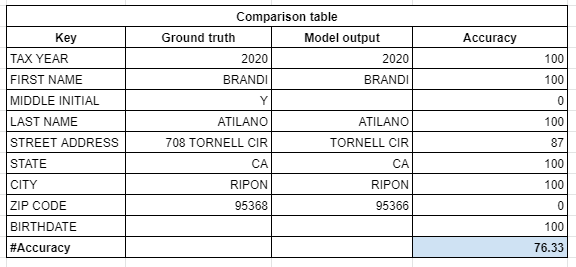 Comparison table
Key Ground truth Model output Accuracy
TAX YEAR 2020 2020 100
FIRST NAME BRANDI BRANDI 100
MIDDLE INITIAL Y 0
LAST NAME ATILANO ATILANO 100
STREET ADDRESS 708 TORNELL CIR TORNELL CIR 87
STATE CA CA 100
CITY RIPON RIPON 100
ZIP CODE 95368 95366 0
BIRTHDATE 100
#Accuracy 76.33